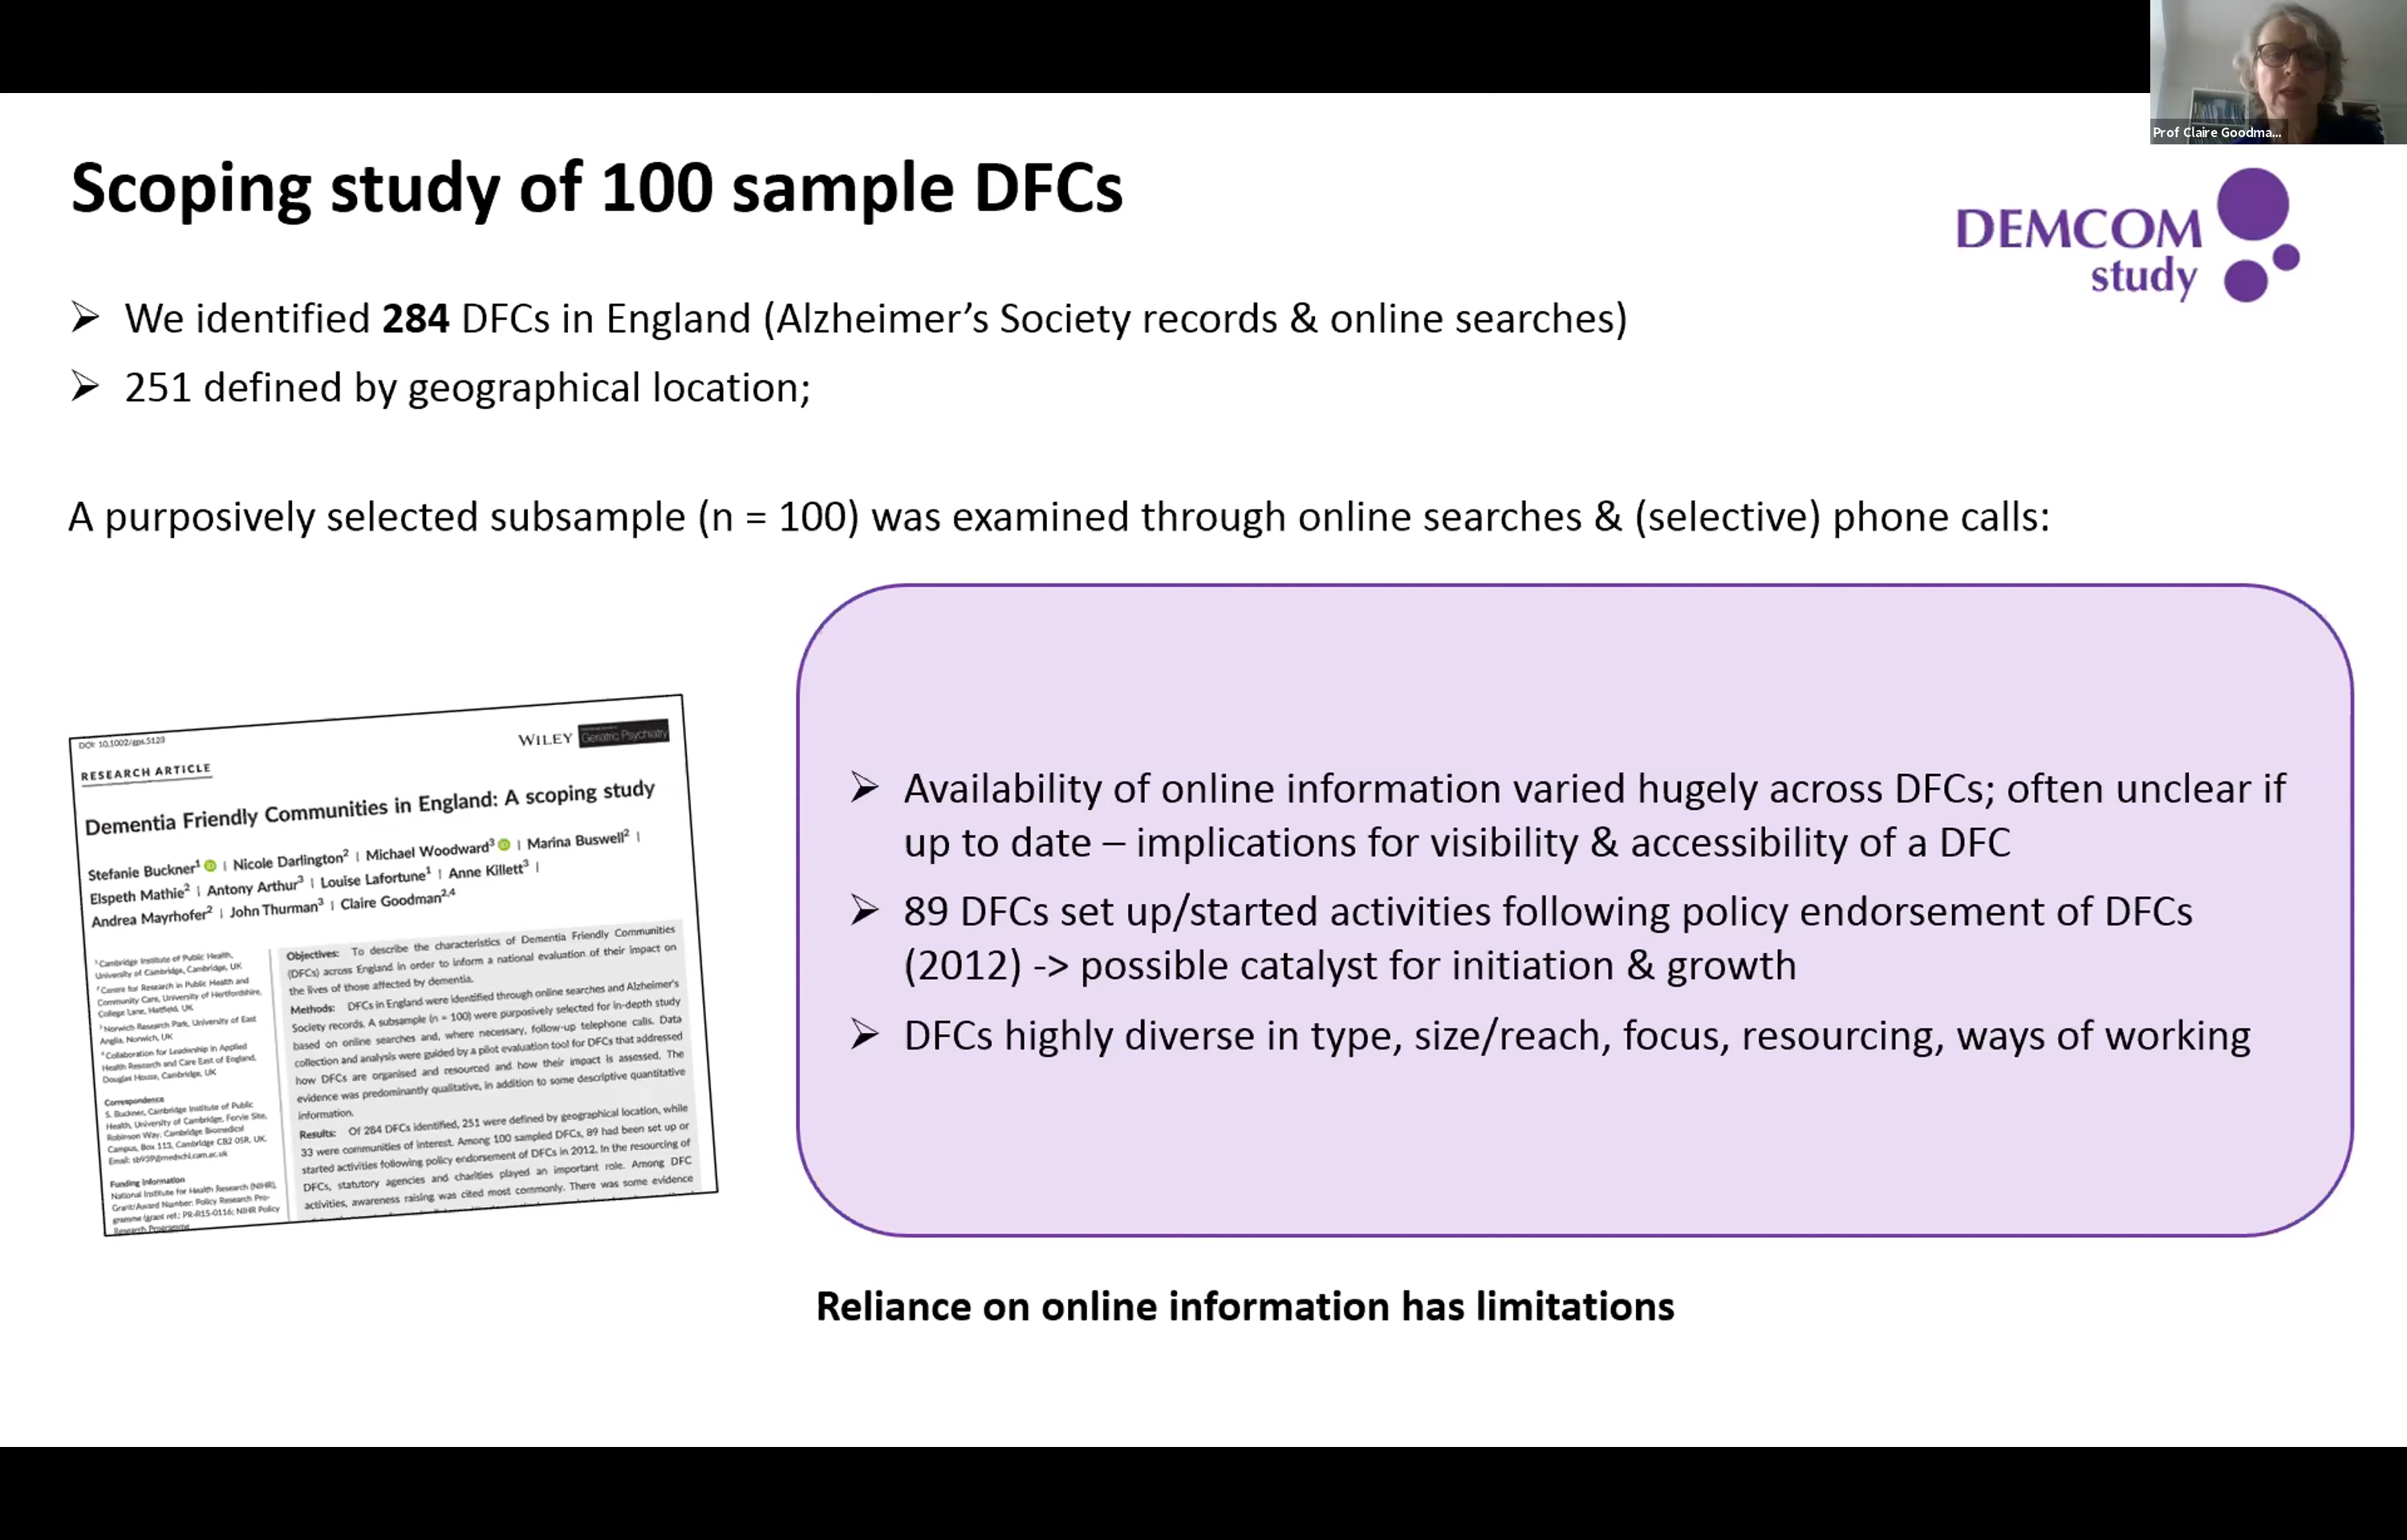 Prof Claire Goodma...
Scoping study of 100 sample DFCs
DEMCOM
study
➢ We identified 284 DFCs in England (Alzheimer’s Society records & online searches)
➢ 251 defined by geographical location;
A purposively selected subsample (n = 100) was examined through online searches & (selective) phone calls:
DOI: 10.1002/gps.5123
WILEY Geriatric Psychiatry
RESEARCH ARTICLE
Dementia Friendly Communities in England: A scoping study
Stefanie Buckner1 iD | Nicole Darlington2 | Michael Woodward3 iD | Marina Buswell2 |
Elspeth Mathie2 | Antony Arthur3 | Louise Lafortune1 | Anne Killett3 |
Andrea Mayrhofer2 | John Thurman3 | Claire Goodman2,4
1Cambridge Institute of Public Health,
University of Cambridge, Cambridge, UK
2Centre for Research in Public Health and
Community Care, University of Hertfordshire,
College Lane, Hatfield, UK
3Norwich Research Park, University of East
Anglia, Norwich, UK
4Collaboration for Leadership in Applied
Health Research and Care East of England,
Douglas House, Cambridge, UK
Correspondence
S. Buckner, Cambridge Institute of Public
Health, University of Cambridge, Forvie Site,
Robinson Way, Cambridge Biomedical
Campus, Box 113, Cambridge CB2 0SR, UK.
Email: sb959@medschl.cam.ac.uk
Funding information
National Institute for Health Research (NIHR),
Grant/Award Number: Policy Research Pro-
gramme (grant ref.: PR-R15-0116; NIHR Policy
Research Programme
Objectives: To describe the characteristics of Dementia Friendly Communities
(DFCs) across England in order to inform a national evaluation of their impact on
the lives of those affected by dementia.
Methods: DFCs in England were identified through online searches and Alzheimer's
Society records. A subsample (n = 100) were purposively selected for in-depth study
based on online searches and, where necessary, follow-up telephone calls. Data
collection and analysis were guided by a pilot evaluation tool for DFCs that addressed
how DFCs are organised and resourced and how their impact is assessed. The
evidence was predominantly qualitative, in addition to some descriptive quantitative
information.
Results: Of 284 DFCs identified, 251 were defined by geographical location, while
33 were communities of interest. Among 100 sampled DFCs, 89 had been set up or
started activities following policy endorsement of DFCs in 2012. In the resourcing of
DFCs, statutory agencies and charities played an important role. Among DFC
activities, awareness raising was cited most commonly. There was some evidence
➢ Availability of online information varied hugely across DFCs; often unclear if
up to date – implications for visibility & accessibility of a DFC
➢ 89 DFCs set up/started activities following policy endorsement of DFCs
(2012) -> possible catalyst for initiation & growth
➢ DFCs highly diverse in type, size/reach, focus, resourcing, ways of working
Reliance on online information has limitations